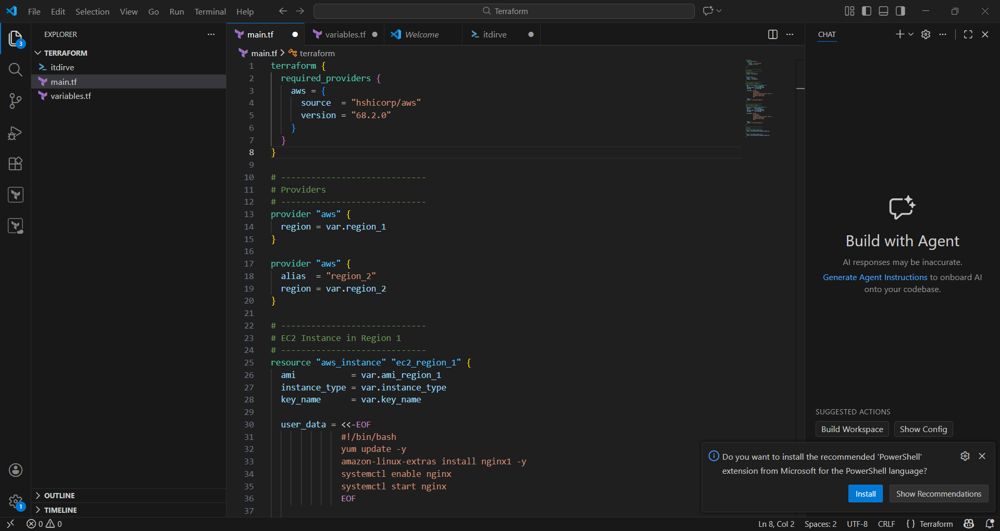 File Edit Selection View Go Run Terminal Help
Terraform
EXPLORER
TERRAFORM
itdirve
main.tf
variables.tf
OUTLINE
TIMELINE
3
1
main.tf
variables.tf
Welcome
itdirve
main.tf > terraform
1 terraform {
2 required_providers {
3 aws = {
4 source = "hshicorp/aws"
5 version = "68.2.0"
6 }
7 }
8 }
9
10 # -----------------------------
11 # Providers
12 # -----------------------------
13 provider "aws" {
14 region = var.region_1
15 }
16
17 provider "aws" {
18 alias = "region_2"
19 region = var.region_2
20 }
21
22 # -----------------------------
23 # EC2 Instance in Region 1
24 # -----------------------------
25 resource "aws_instance" "ec2_region_1" {
26 ami = var.ami_region_1
27 instance_type = var.instance_type
28 key_name = var.key_name
29
30 user_data = <<-EOF
31 #!/bin/bash
32 yum update -y
33 amazon-linux-extras install nginx1 -y
34 systemctl enable nginx
35 systemctl start nginx
36 EOF
37
CHAT
Build with Agent
AI responses may be inaccurate.
Generate Agent Instructions to onboard AI
onto your codebase.
SUGGESTED ACTIONS
Build Workspace Show Config
Do you want to install the recommended 'PowerShell'
extension from Microsoft for the PowerShell language?
Install Show Recommendations
0 0
Ln 8, Col 2 Spaces: 2 UTF-8 CRLF {} Terraform